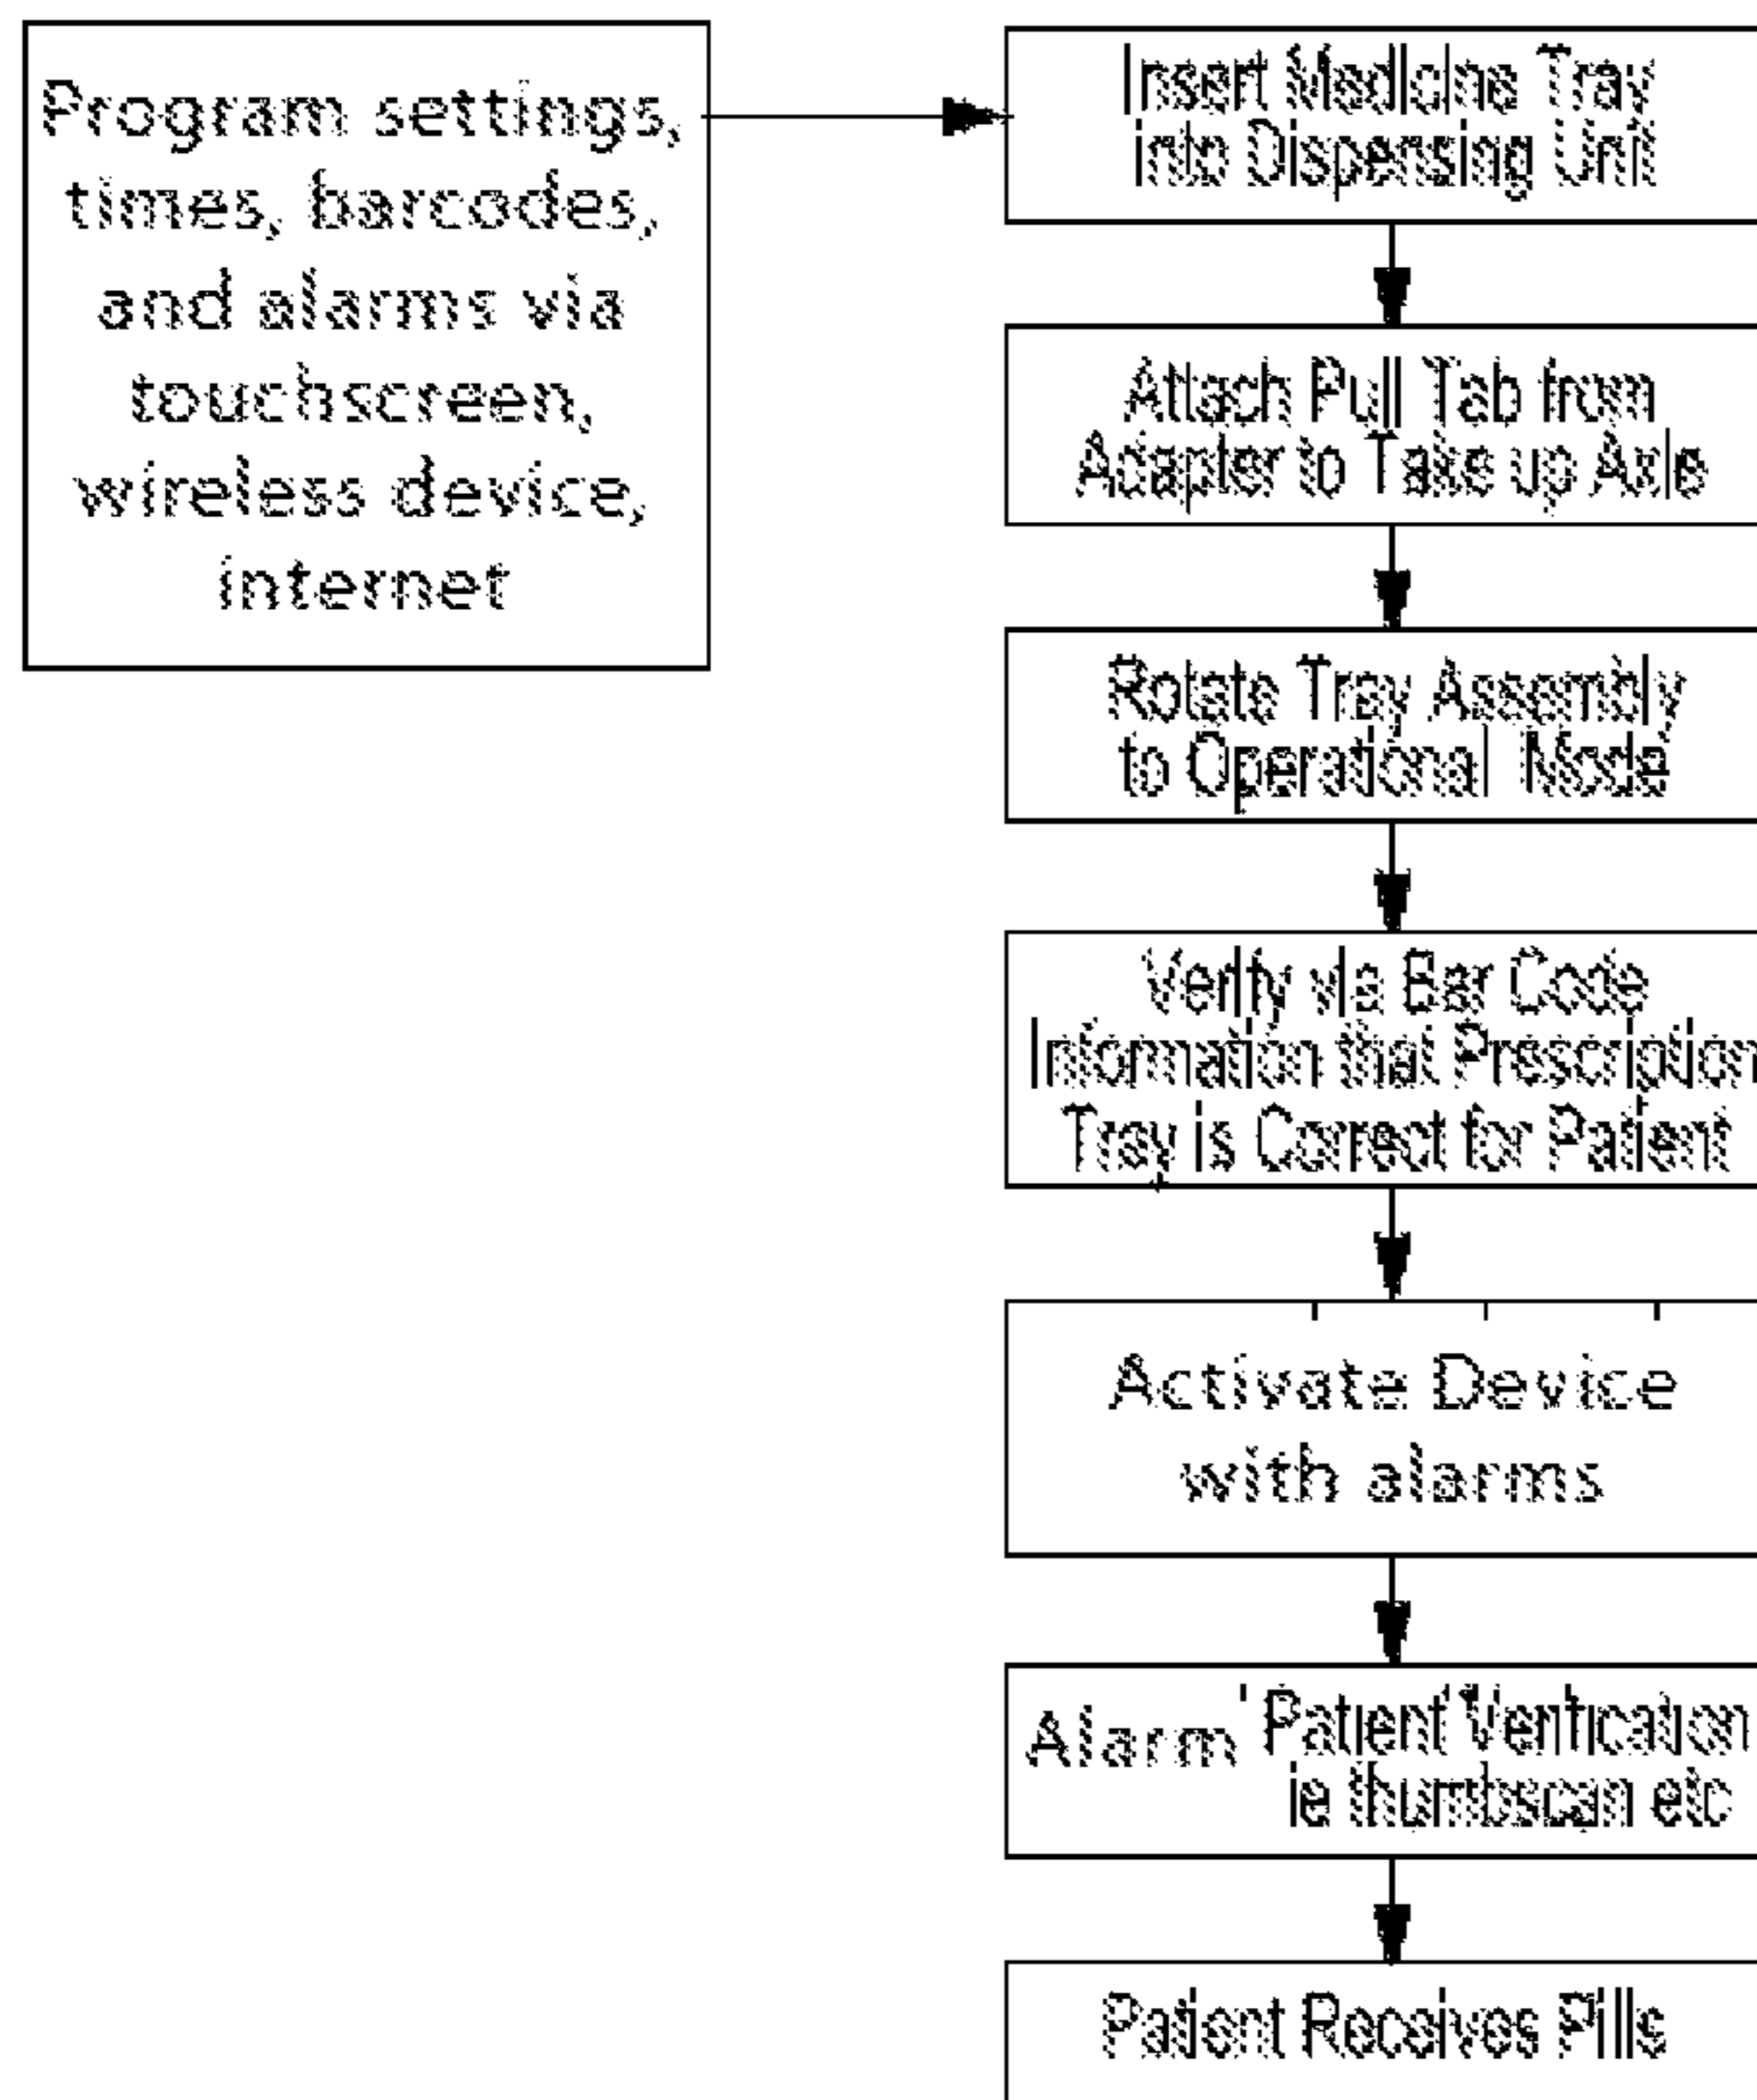 Program settings,
times, barcodes,
and alarms via
touchscreen,
wireless device,
internet
Insert Medicine Tray
into Dispensing Unit
Attach Pull Tab from
Adapter to Take up Axle
Rotate Tray Assembly
to Operational Mode
Verify via Bar Code
Information that Prescription
Tray is Correct for Patient
Activate Device
with alarms
Alarm Patient Verification
ie thumbscan etc
Patient Receives Pills